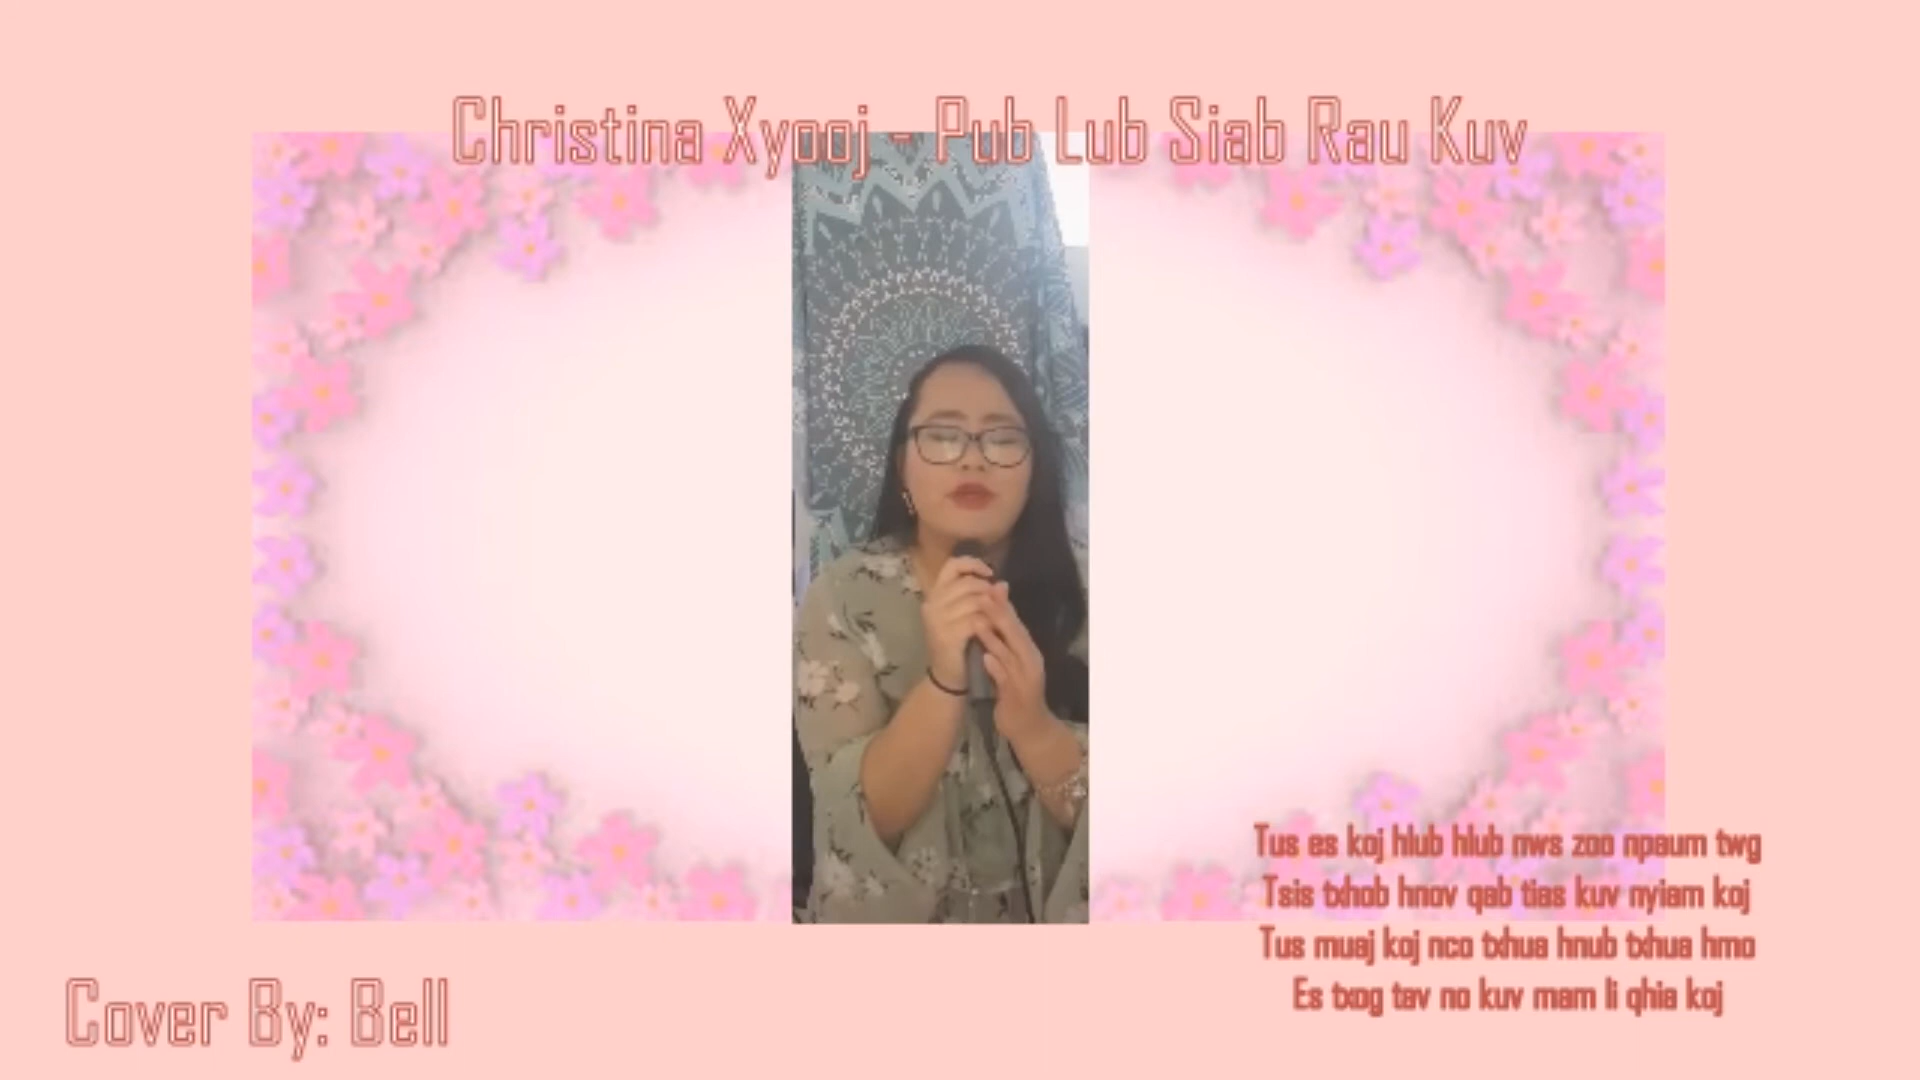 Christina Xyooj - Pub Lub Siab Rau Kuv
Tus es koj hlub hlub nws zoo npaum twg
Tsis txhob hnov qab tias kuv nyiam koj
Tus muaj koj nco txhua hnub txhua hmo
Es txog tav no kuv mam li qhia koj
Cover By: Bell